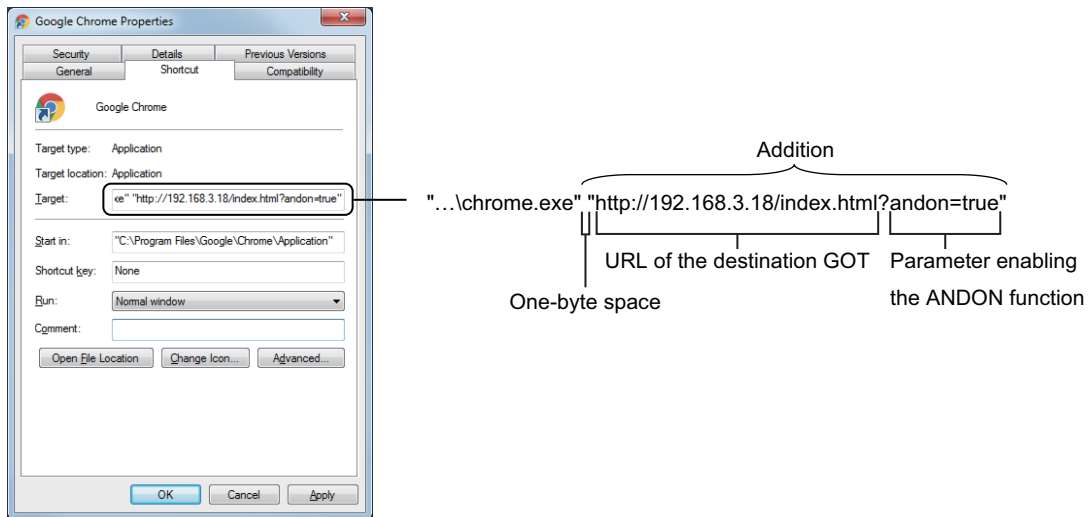 Google Chrome Properties
Security Details Previous Versions
General Shortcut Compatibility
Google Chrome
Target type: Application
Target location: Application
Target: xe" "http://192.168.3.18/index.html?andon=true"
Start in: "C:\Program Files\Google\Chrome\Application"
Shortcut key: None
Run: Normal window
Comment:
Open File Location Change Icon... Advanced...
OK Cancel Apply
Addition
"...\chrome.exe" "http://192.168.3.18/index.html?andon=true"
URL of the destination GOT
Parameter enabling
the ANDON function
One-byte space